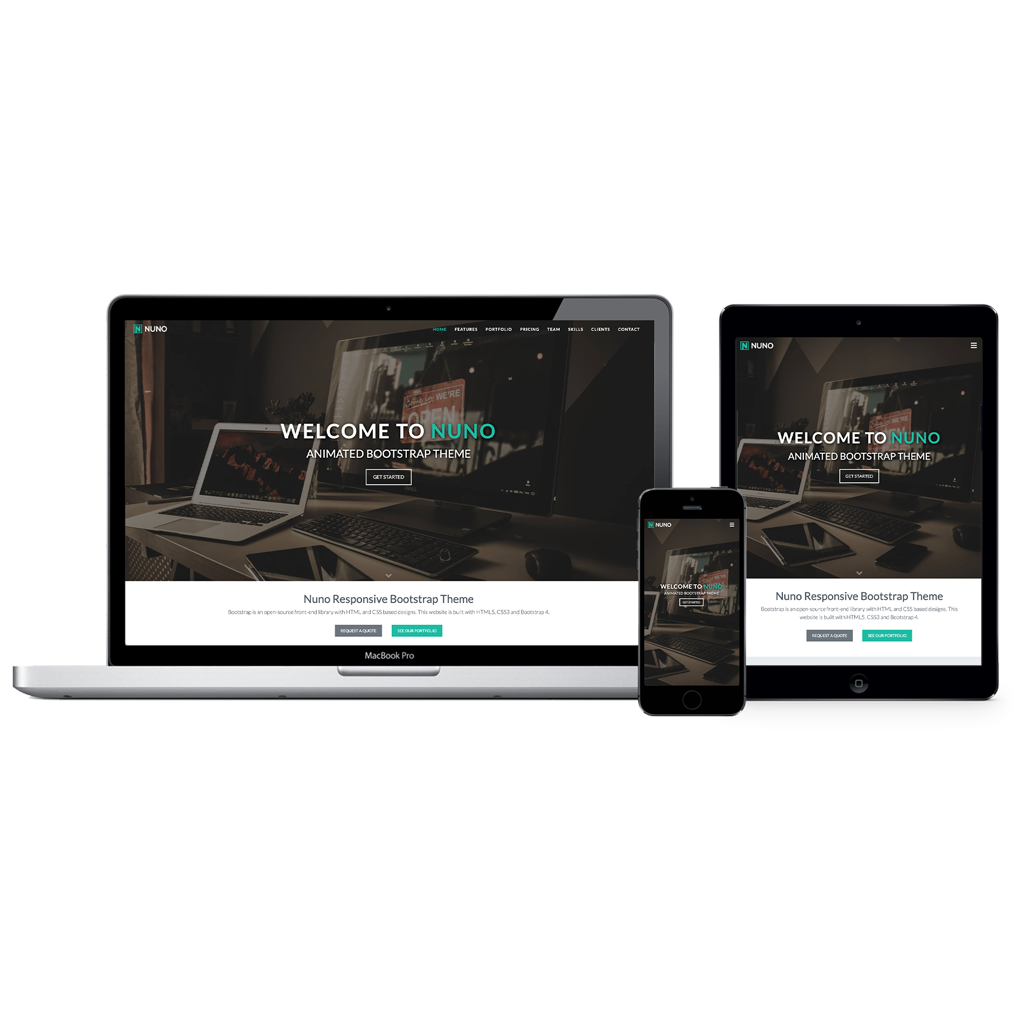 NUNO
HOME FEATURES PORTFOLIO PRICING TEAM SKILLS CLIENTS CONTACT
WE'RE
OPEN
WELCOME TO NUNO
ANIMATED BOOTSTRAP THEME
GET STARTED
Nuno Responsive Bootstrap Theme
Bootstrap is an open-source front-end library with HTML and CSS based designs. This website is built with HTML5, CSS3 and Bootstrap 4.
REQUEST A QUOTE SEE OUR PORTFOLIO
MacBook Pro
NUNO
WELCOME TO NUNO
ANIMATED BOOTSTRAP THEME
GET STARTED
NUNO
WELCOME TO NUNO
ANIMATED BOOTSTRAP THEME
GET STARTED
Nuno Responsive Bootstrap Theme
Bootstrap is an open-source front-end library with HTML and CSS based designs. This
website is built with HTML5, CSS3 and Bootstrap 4.
REQUEST A QUOTE SEE OUR PORTFOLIO